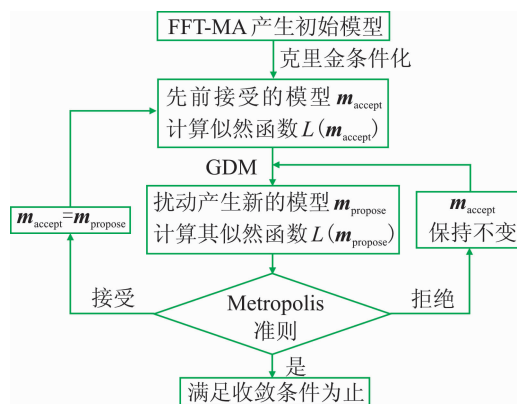 FFT-MA产生初始模型
克里金条件化
先前接受的模型 m_accept
计算似然函数 L(m_accept)
GDM
扰动产生新的模型 m_propose
计算其似然函数 L(m_propose)
m_accept=m_propose
m_accept
保持不变
接受
Metropolis
准则
拒绝
是
满足收敛条件为止